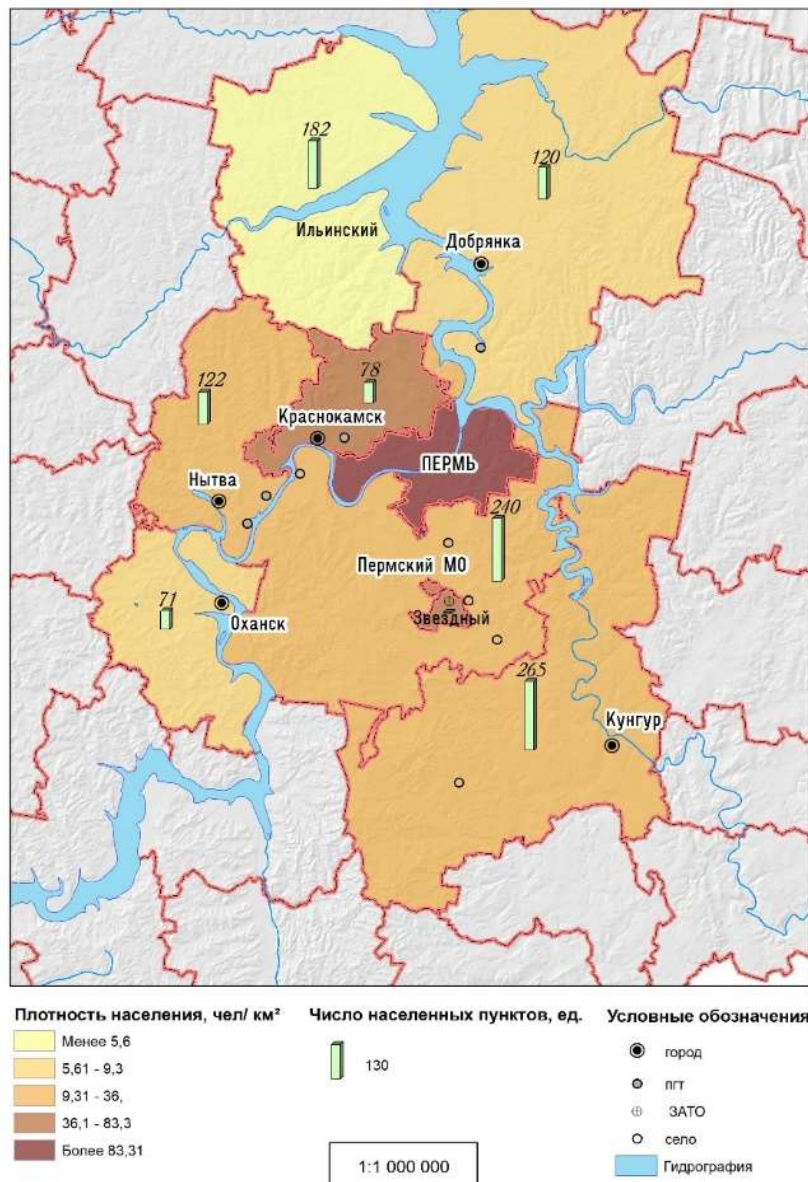 182
120
Ильинский
Добрянка
122
78
Краснокамск
ПЕРМЬ
Нытва
240
Пермский МО
71
Оханск
Звездный
265
Кунгур
Плотность населения, чел/ км²
Менее 5,6
5,61 - 9,3
9,31 - 36,
36,1 - 83,3
Более 83,31
Число населенных пунктов, ед.
130
1:1 000 000
Условные обозначения
город
пгт
ЗАТО
село
Гидрография